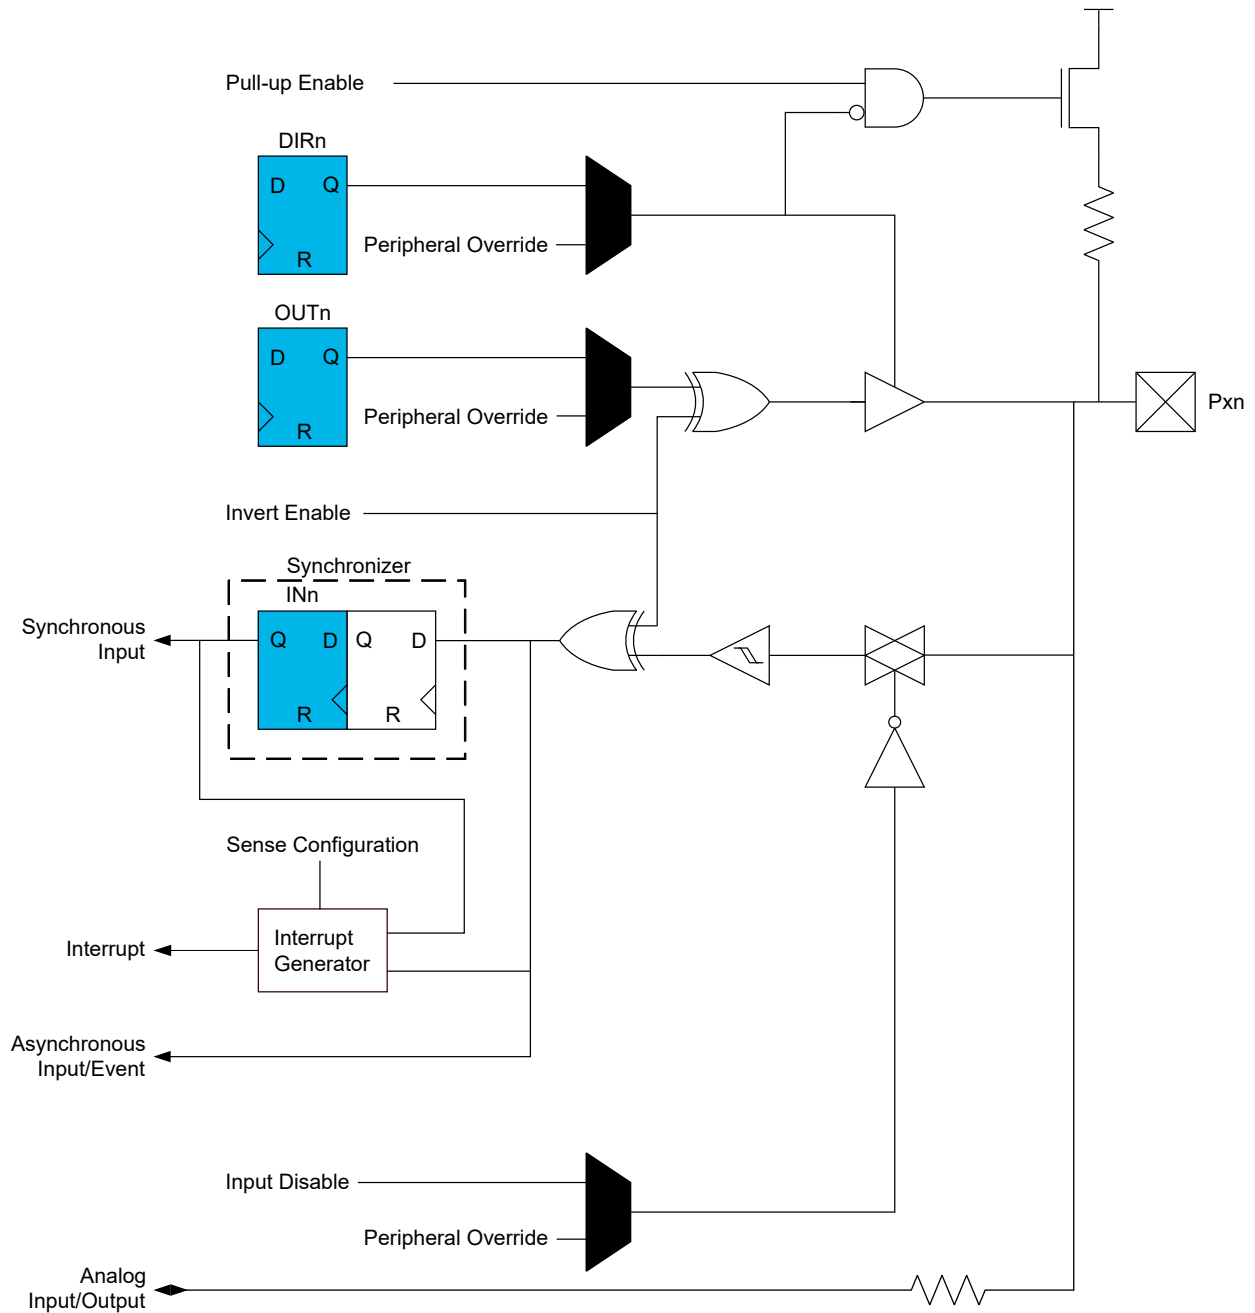 Pull-up Enable
DIRn
D Q
Peripheral Override
R
OUTn
D Q
Pxn
Peripheral Override
R
Invert Enable
Synchronizer
INn
Synchronous
Input
Q D Q D
R R
Sense Configuration
Interrupt
Interrupt
Generator
Asynchronous
Input/Event
Input Disable
Peripheral Override
Analog
Input/Output